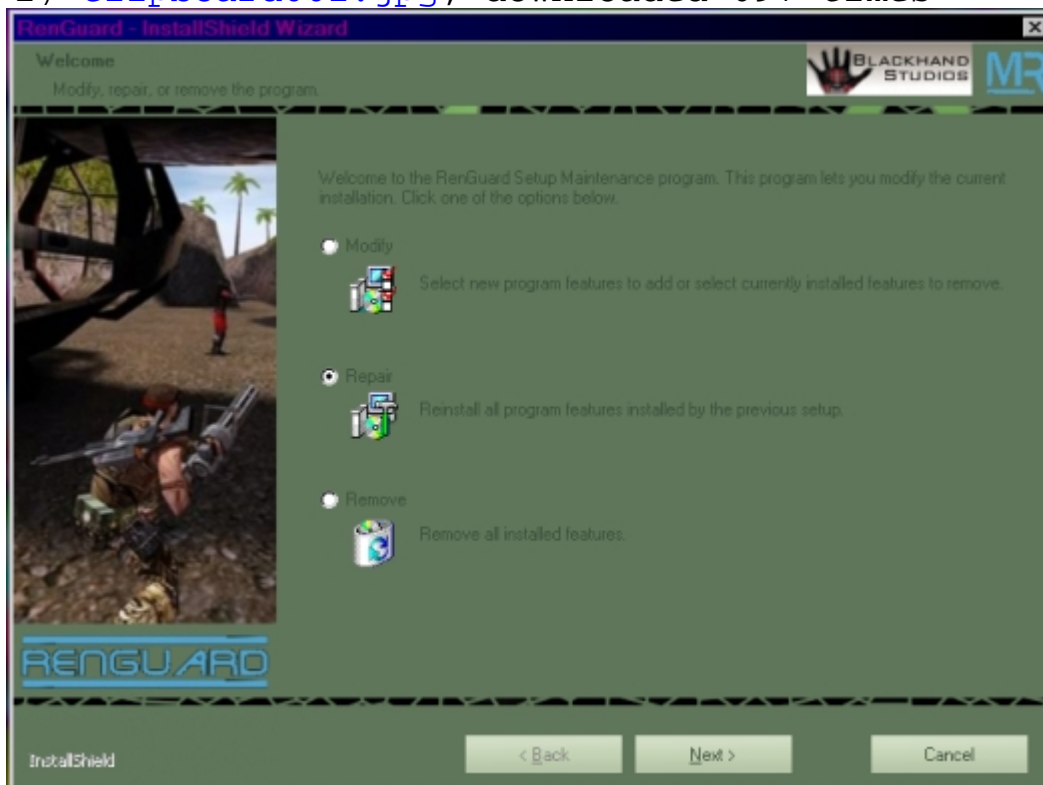 RenGuard - InstallShield Wizard
Welcome
Modify, repair, or remove the program.
BLACKHAND
STUDIOS
Welcome to the RenGuard Setup Maintenance program. This program lets you modify the current
installation. Click one of the options below.
Modify
Select new program features to add or select currently installed features to remove.
Repair
Reinstall all program features installed by the previous setup.
Remove
Remove all installed features.
RENGUARD
InstallShield
< Back
Next >
Cancel